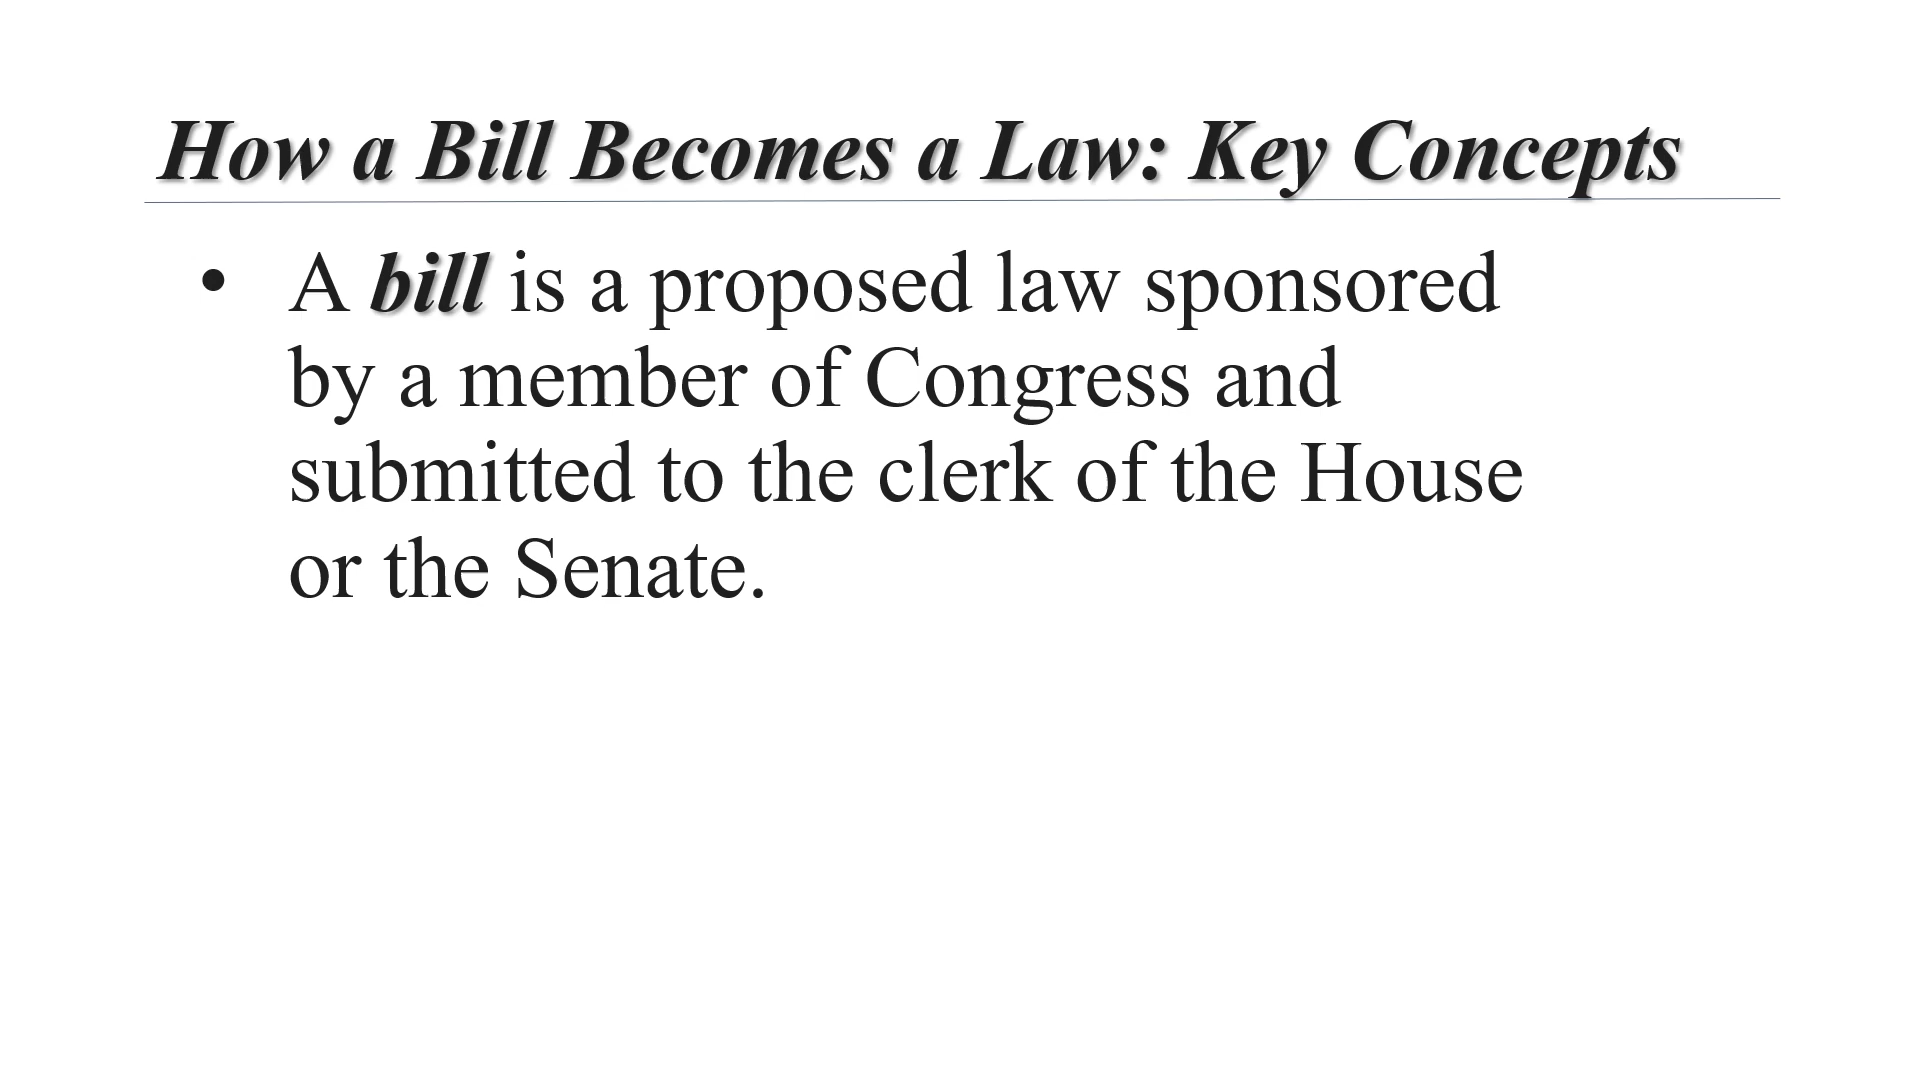 How a Bill Becomes a Law: Key Concepts
• A bill is a proposed law sponsored
by a member of Congress and
submitted to the clerk of the House
or the Senate.